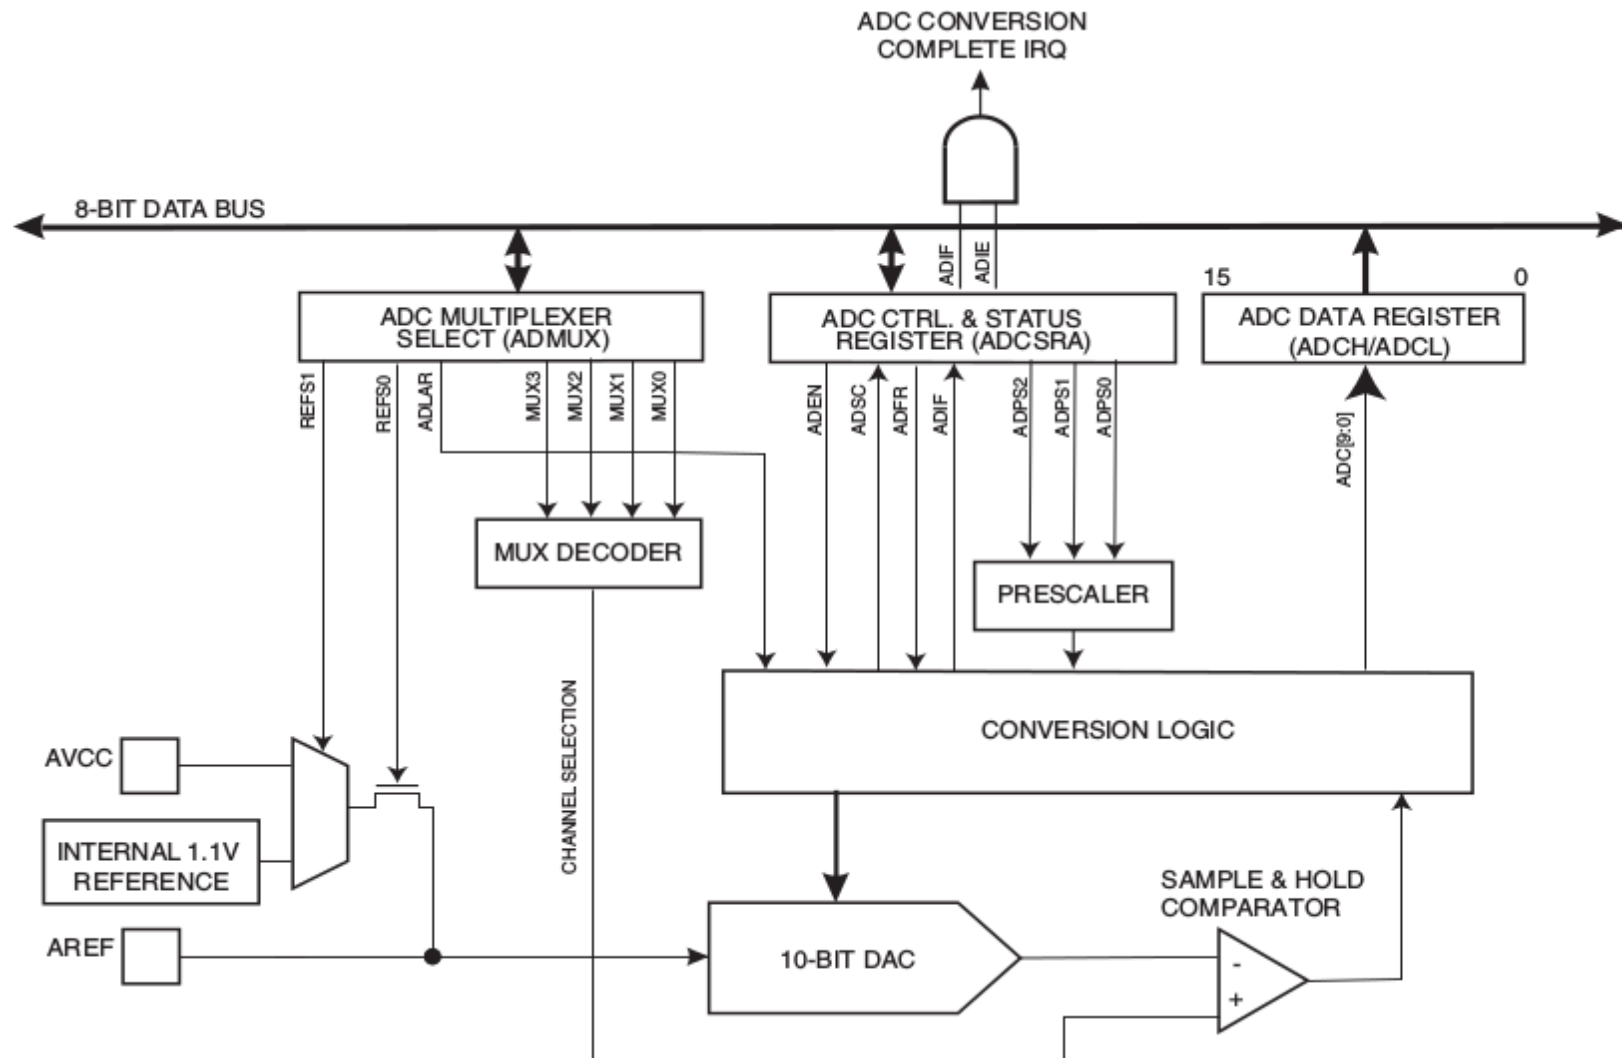 ADC CONVERSION
COMPLETE IRQ
8-BIT DATA BUS
ADIF
ADIE
15
0
ADC MULTIPLEXER
SELECT (ADMUX)
ADC CTRL. & STATUS
REGISTER (ADCSRA)
ADC DATA REGISTER
(ADCH/ADCL)
REFS1
REFS0
ADLAR
MUX3
MUX2
MUX1
MUX0
ADEN
ADSC
ADFR
ADIF
ADPS2
ADPS1
ADPS0
ADC[9:0]
MUX DECODER
PRESCALER
CHANNEL SELECTION
CONVERSION LOGIC
AVCC
INTERNAL 1.1V
REFERENCE
SAMPLE & HOLD
COMPARATOR
AREF
10-BIT DAC
-
+